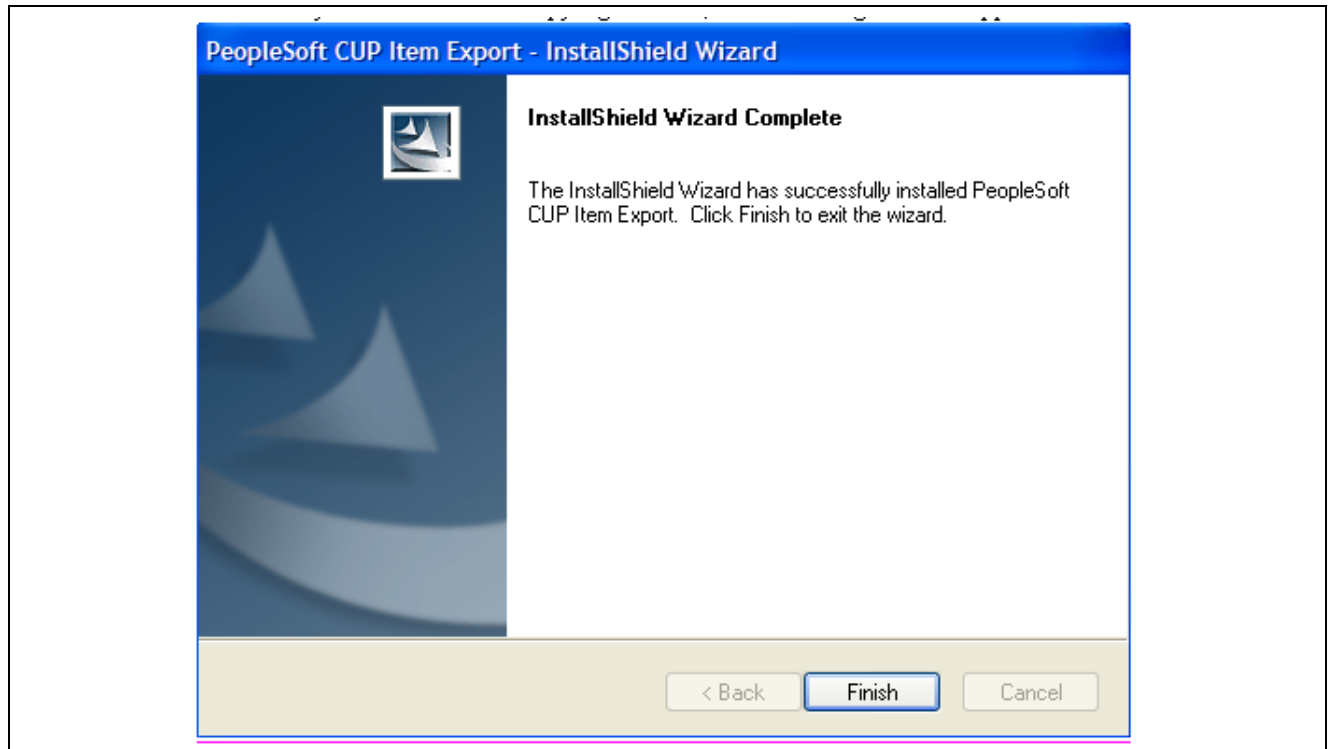 PeopleSoft CUP Item Export - InstallShield Wizard
InstallShield Wizard Complete
The InstallShield Wizard has successfully installed PeopleSoft
CUP Item Export. Click Finish to exit the wizard.
< Back
Finish
Cancel